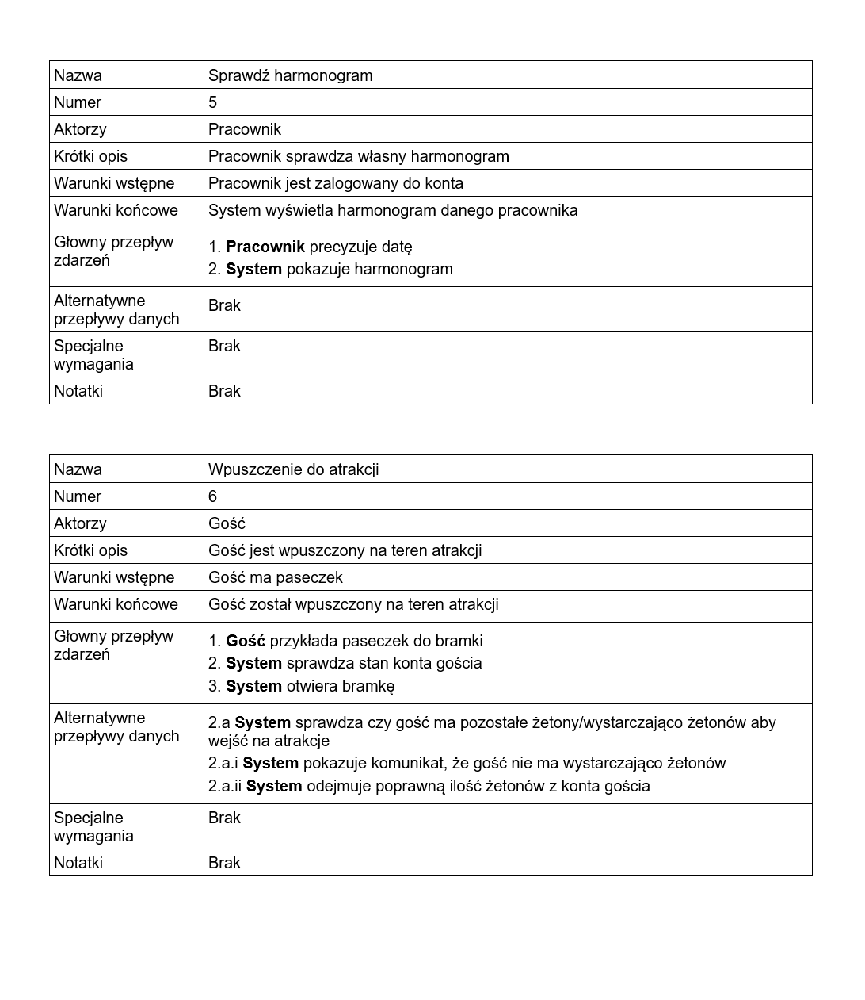 Nazwa Sprawdź harmonogram
Numer 5
Aktorzy Pracownik
Krótki opis Pracownik sprawdza własny harmonogram
Warunki wstępne Pracownik jest zalogowany do konta
Warunki końcowe System wyświetla harmonogram danego pracownika
Głowny przepływ
zdarzeń
1. Pracownik precyzuje datę
2. System pokazuje harmonogram
Alternatywne
przepływy danych
Brak
Specjalne
wymagania
Brak
Notatki Brak
Nazwa Wpuszczenie do atrakcji
Numer 6
Aktorzy Gość
Krótki opis Gość jest wpuszczony na teren atrakcji
Warunki wstępne Gość ma paseczek
Warunki końcowe Gość został wpuszczony na teren atrakcji
Głowny przepływ
zdarzeń
1. Gość przykłada paseczek do bramki
2. System sprawdza stan konta gościa
3. System otwiera bramkę
Alternatywne
przepływy danych
2.a System sprawdza czy gość ma pozostałe żetony/wystarczająco żetonów aby
wejść na atrakcje
2.a.i System pokazuje komunikat, że gość nie ma wystarczająco żetonów
2.a.ii System odejmuje poprawną ilość żetonów z konta gościa
Specjalne
wymagania
Brak
Notatki Brak